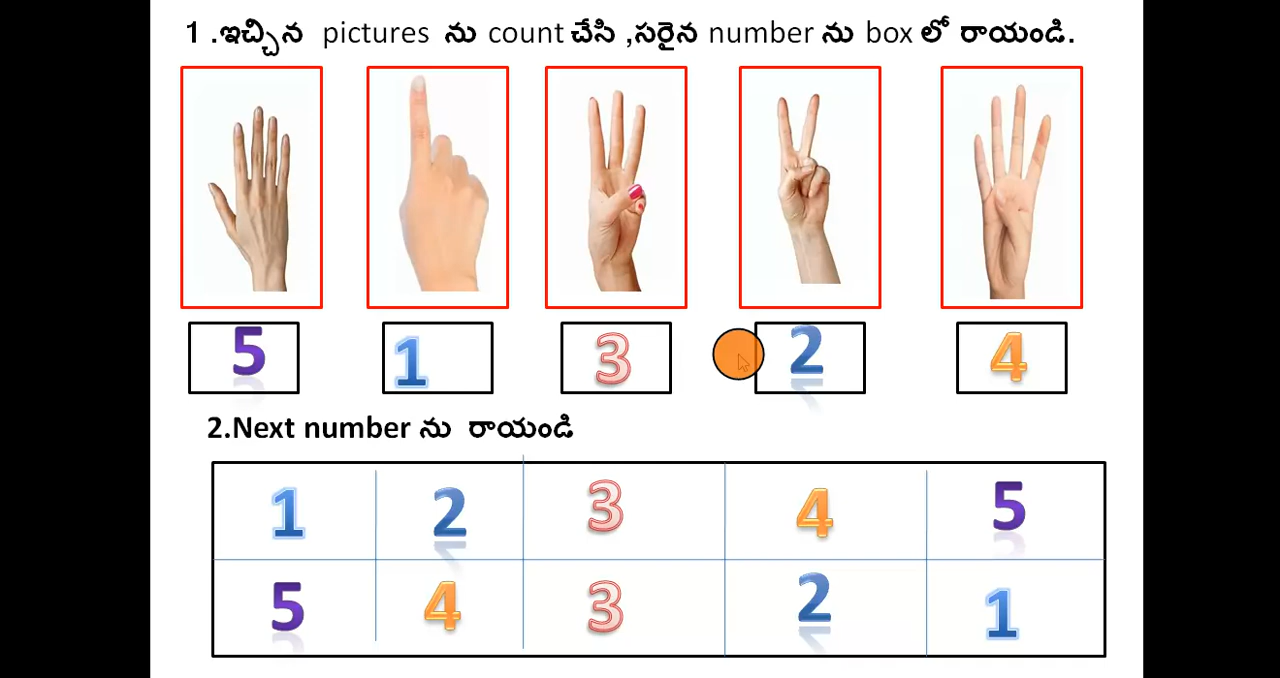 1 .ఇచ్చిన pictures ను count చేసి ,సరైన number ను box లో రాయండి.
5 1 3 2 4
2.Next number ను రాయండి
1 2 3 4 5
5 4 3 2 1